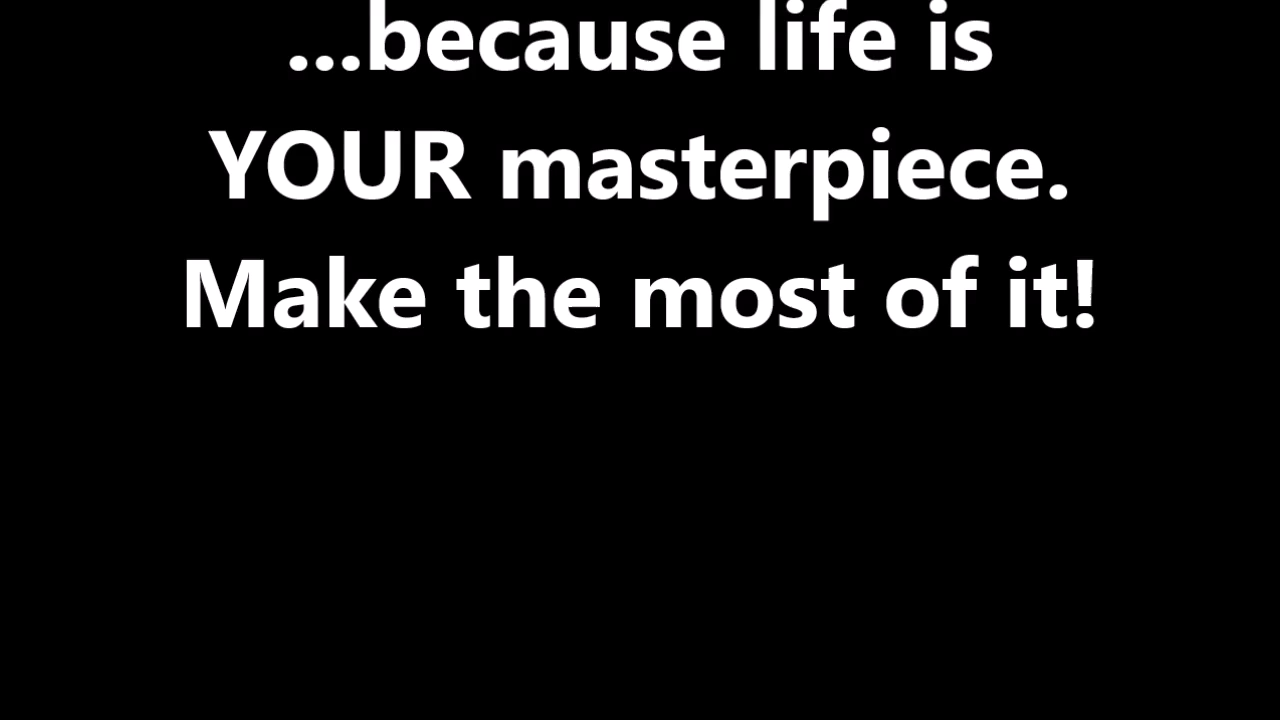 ...because life is
YOUR masterpiece.
Make the most of it!